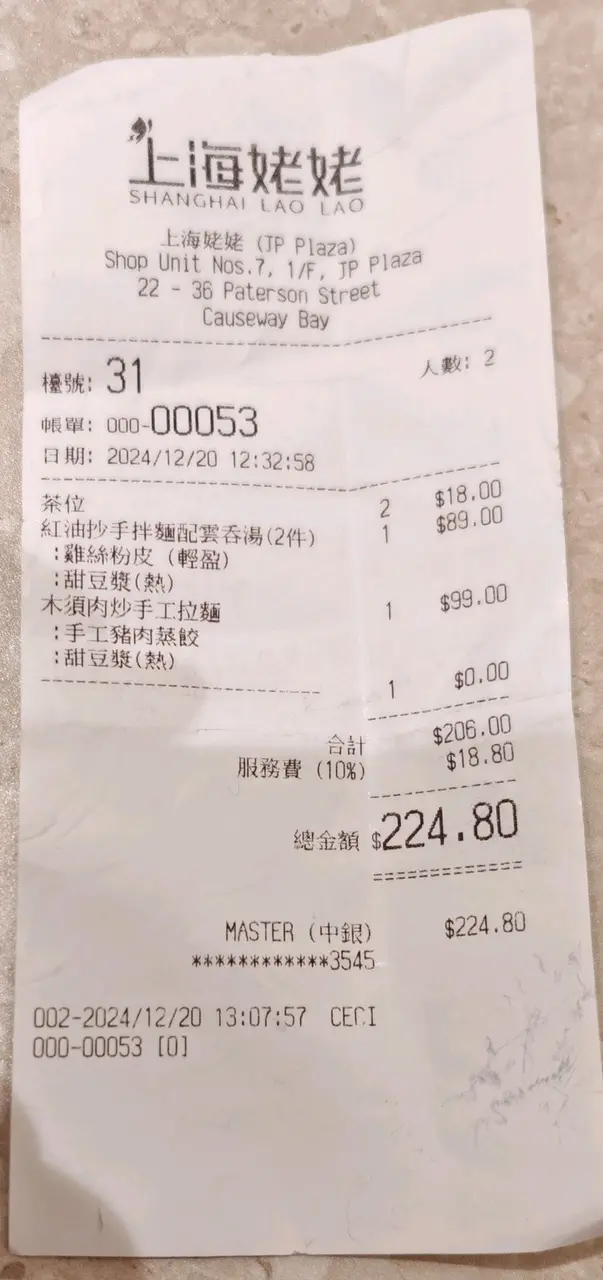 上海姥姥
SHANGHAI LAO LAO
上海姥姥 (JP Plaza)
Shop Unit Nos.7, 1/F, JP Plaza
22 - 36 Paterson Street
Causeway Bay
檯號: 31 人數: 2
帳單: 000-00053
日期: 2024/12/20 12:32:58
茶位 2 $18.00
紅油抄手拌麵配雲吞湯(2件) 1 $89.00
:雞絲粉皮 (輕盈)
:甜豆漿(熱)
木須肉炒手工拉麵 1 $99.00
:手工豬肉蒸餃
:甜豆漿(熱)
1 $0.00
合計 $206.00
服務費 (10%) $18.80
總金額 $224.80
MASTER (中銀) $224.80
************3545
002-2024/12/20 13:07:57 CECI
000-00053 [0]